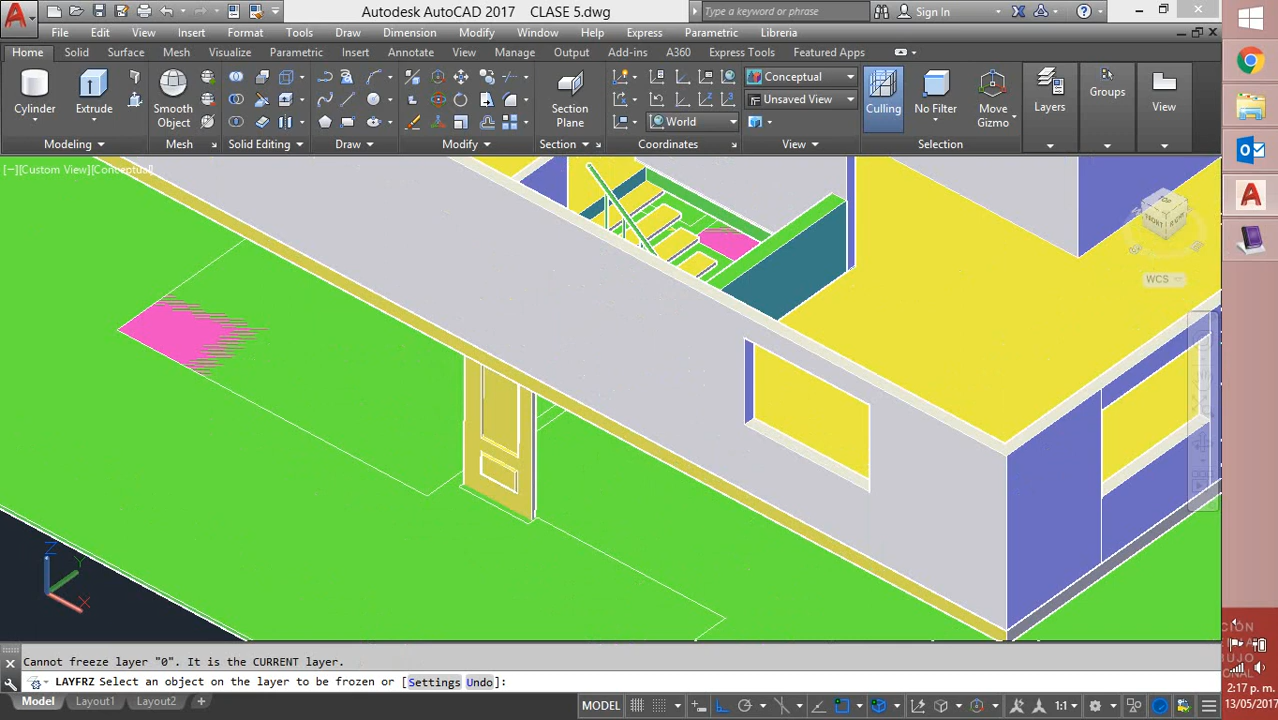 Autodesk AutoCAD 2017 CLASE 5.dwg
Type a keyword or phrase
Sign In
File Edit View Insert Format Tools Draw Dimension Modify Window Help Express Parametric Libreria
Home Solid Surface Mesh Visualize Parametric Insert Annotate View Manage Output Add-ins A360 Express Tools Featured Apps
Cylinder
Extrude
Smooth
Object
Section
Plane
World
Conceptual
Unsaved View
Culling
No Filter
Move
Gizmo
Layers
Groups
View
Modeling
Mesh
Solid Editing
Draw
Modify
Section
Coordinates
View
Selection
[−][Custom View][Conceptual]
TOP
FRONT
WCS
Z
Y
X
Cannot freeze layer "0". It is the CURRENT layer.
LAYFRZ Select an object on the layer to be frozen or [Settings Undo]:
Model Layout1 Layout2 +
MODEL
1:1
2:17 p. m.
13/05/2017